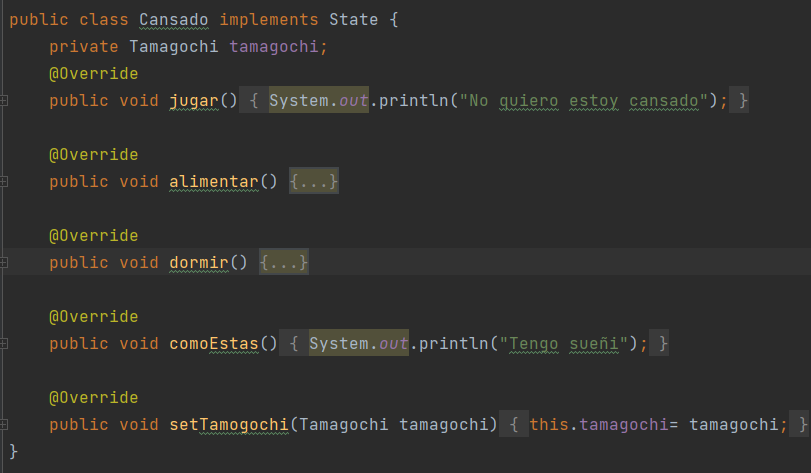 public class Cansado implements State {
private Tamagochi tamagochi;
@Override
public void jugar() { System.out.println("No quiero estoy cansado"); }
@Override
public void alimentar() {...}
@Override
public void dormir() {...}
@Override
public void comoEstas() { System.out.println("Tengo sueñi"); }
@Override
public void setTamogochi(Tamagochi tamagochi) { this.tamagochi= tamagochi; }
}